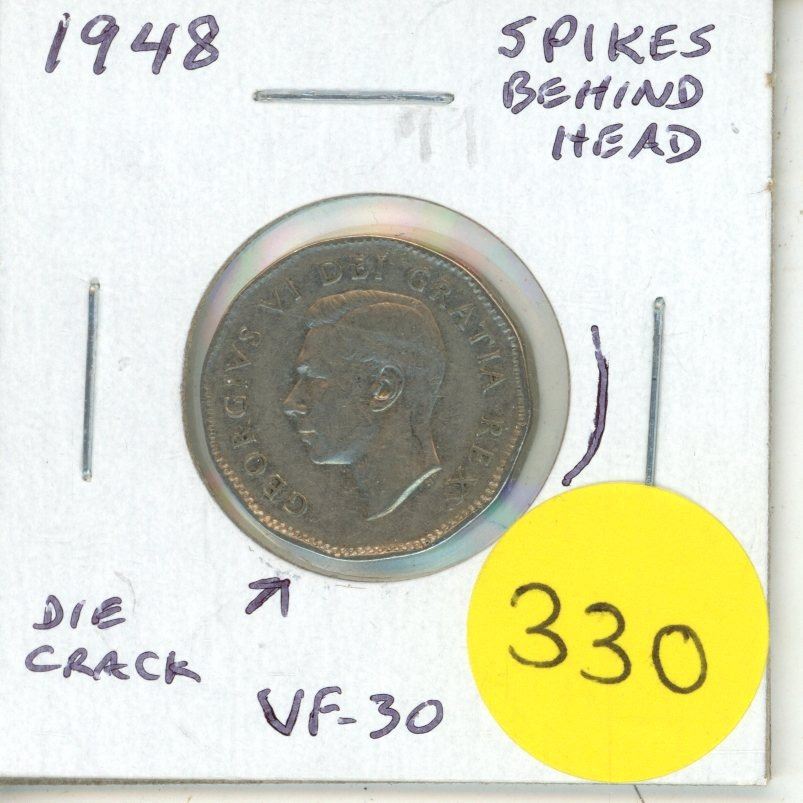 1948
SPIKES
BEHIND
HEAD
GEORGIVS VI DEI GRATIA REX
DIE
CRACK
VF-30
330